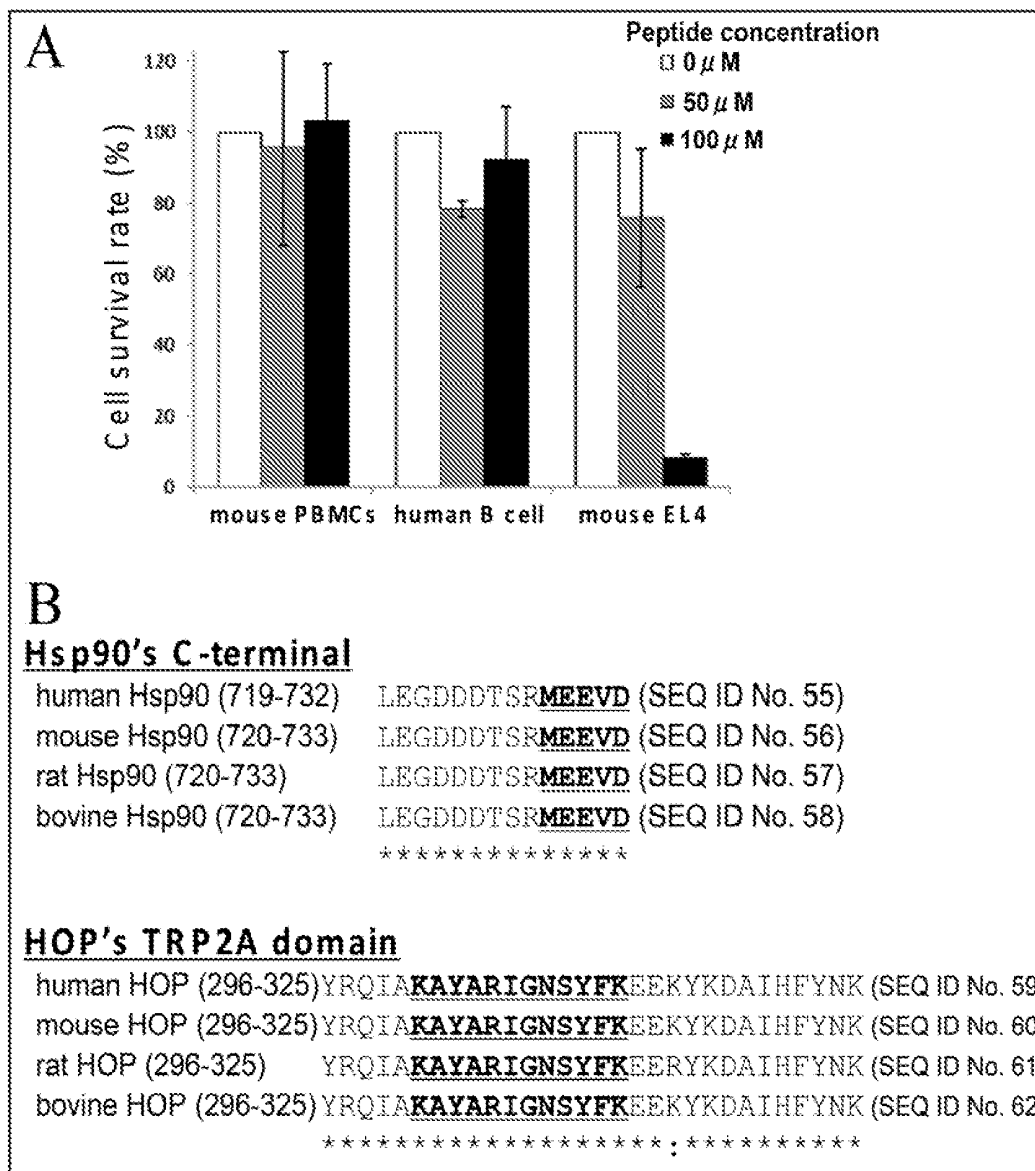 A
Peptide concentration
0 μM
50 μM
100 μM
Cell survival rate (%)
120
100
80
60
40
20
0
mouse PBMCs human B cell mouse EL4
B
Hsp90's C-terminal
human Hsp90 (719-732) LEGDDDTSRMEEVD (SEQ ID No. 55)
mouse Hsp90 (720-733) LEGDDDTSRMEEVD (SEQ ID No. 56)
rat Hsp90 (720-733) LEGDDDTSRMEEVD (SEQ ID No. 57)
bovine Hsp90 (720-733) LEGDDDTSRMEEVD (SEQ ID No. 58)
**************
HOP's TRP2A domain
human HOP (296-325) YRQIAKAYARIGNSYFKEEKYKDAIHFYNK (SEQ ID No. 59
mouse HOP (296-325) YRQIAKAYARIGNSYFKEEKYKDAIHFYNK (SEQ ID No. 60
rat HOP (296-325) YRQIAKAYARIGNSYFKEERYKDAIHFYNK (SEQ ID No. 61
bovine HOP (296-325) YRQIAKAYARIGNSYFKEEKYKDAIHFYNK (SEQ ID No. 62
*******************:**********